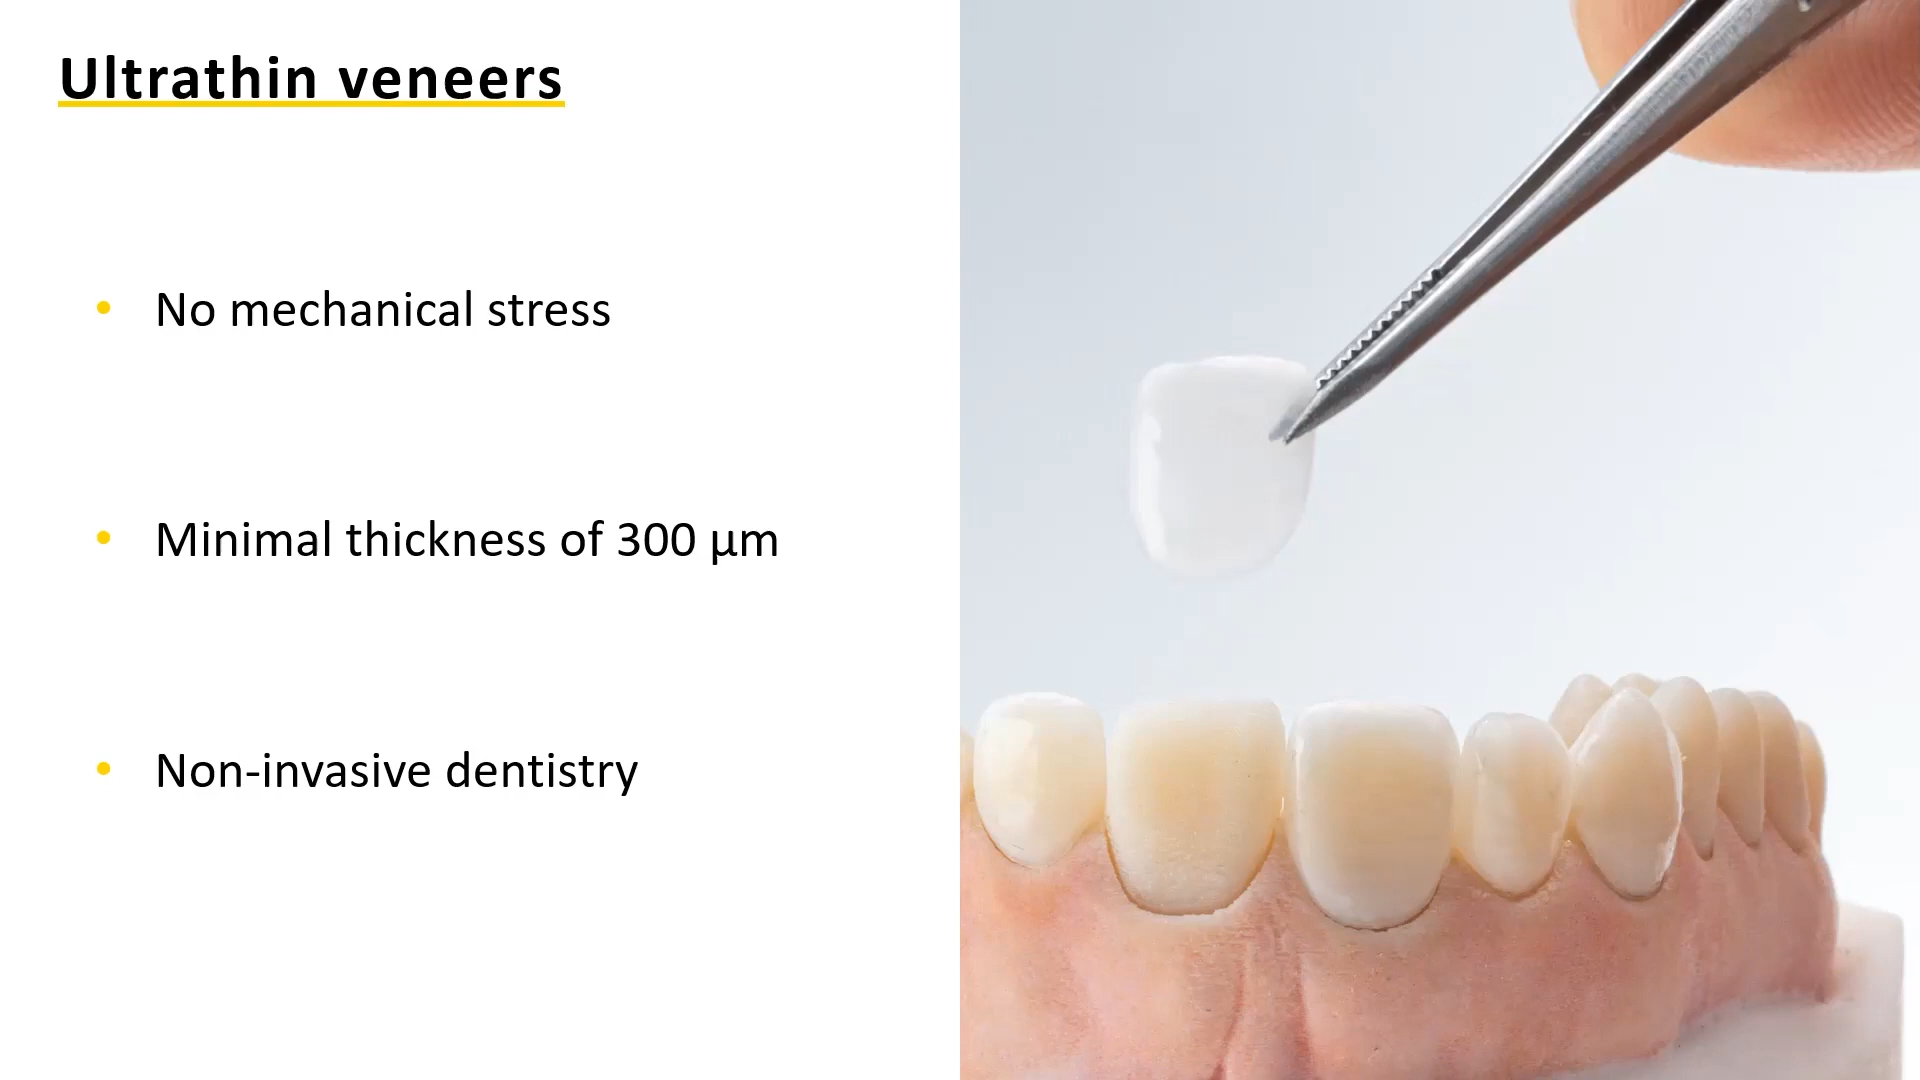 Ultrathin veneers
• No mechanical stress
• Minimal thickness of 300 µm
• Non-invasive dentistry